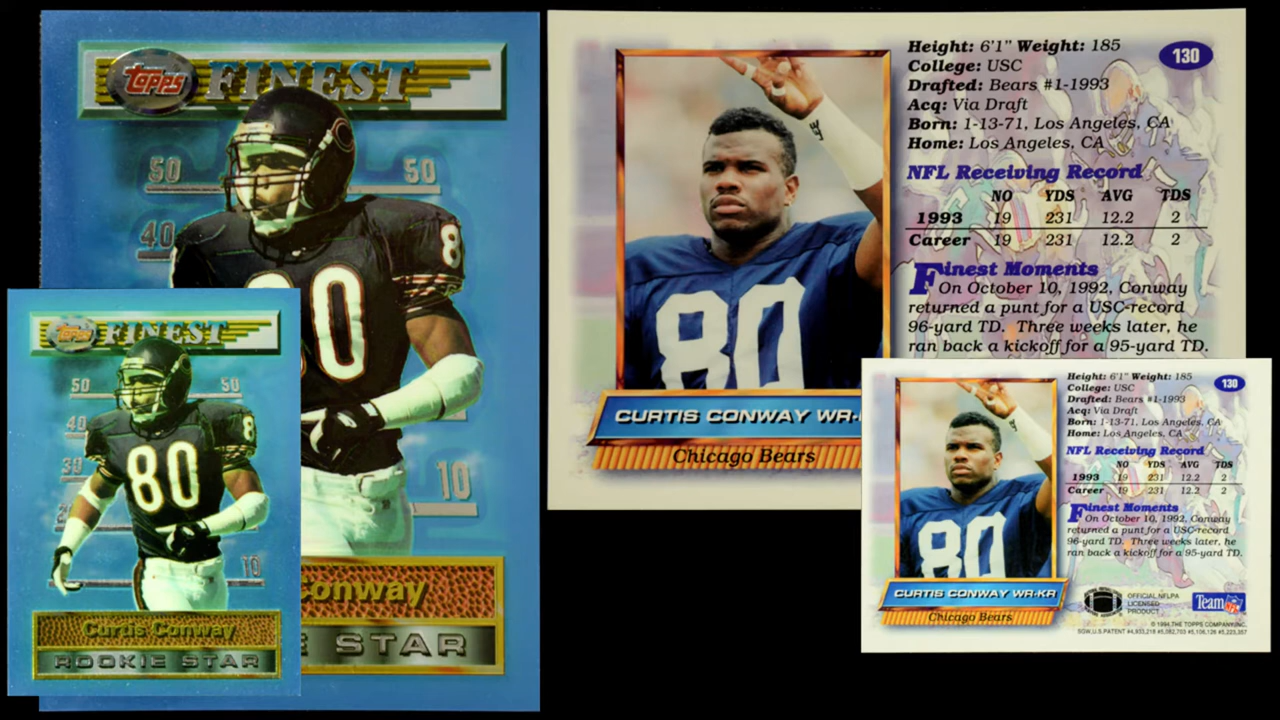 topps FINEST
50 50
40
80
8
10
Conway
E STAR
topps FINEST
50 50
40
30
80
8
10
Curtis Conway
ROOKIE STAR
130
Height: 6'1" Weight: 185
College: USC
Drafted: Bears #1-1993
Acq: Via Draft
Born: 1-13-71, Los Angeles, CA
Home: Los Angeles, CA
NFL Receiving Record
NO YDS AVG TDS
1993 19 231 12.2 2
Career 19 231 12.2 2
Finest Moments
On October 10, 1992, Conway
returned a punt for a USC-record
96-yard TD. Three weeks later, he
ran back a kickoff for a 95-yard TD.
80
CURTIS CONWAY WR-
Chicago Bears
130
Height: 6'1" Weight: 185
College: USC
Drafted: Bears #1-1993
Acq: Via Draft
Born: 1-13-71, Los Angeles, CA
Home: Los Angeles, CA
NFL Receiving Record
NO YDS AVG TDS
1993 19 231 12.2 2
Career 19 231 12.2 2
Finest Moments
On October 10, 1992, Conway
returned a punt for a USC-record
96-yard TD. Three weeks later, he
ran back a kickoff for a 95-yard TD.
80
CURTIS CONWAY WR-KR
Chicago Bears
OFFICIAL NFLPA
LICENSED
PRODUCT
Team NFL
© 1994 THE TOPPS COMPANY, INC.